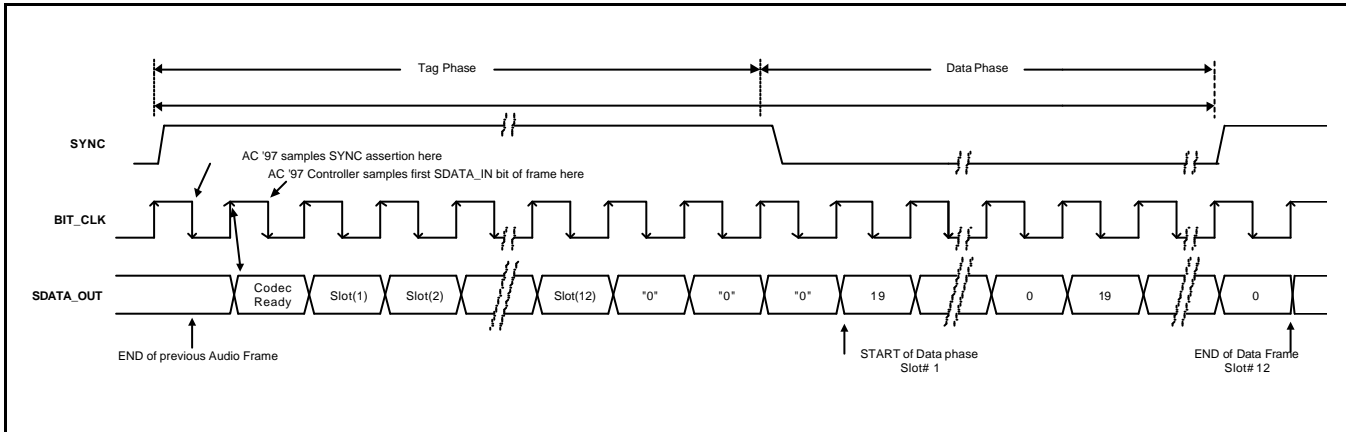 Tag Phase Data Phase
SYNC
AC '97 samples SYNC assertion here
AC '97 Controller samples first SDATA_IN bit of frame here
BIT_CLK
SDATA_OUT
Codec
Ready
Slot(1) Slot(2) Slot(12) "0" "0" "0" 19 0 19 0
END of previous Audio Frame
START of Data phase
Slot# 1
END of Data Frame
Slot# 12